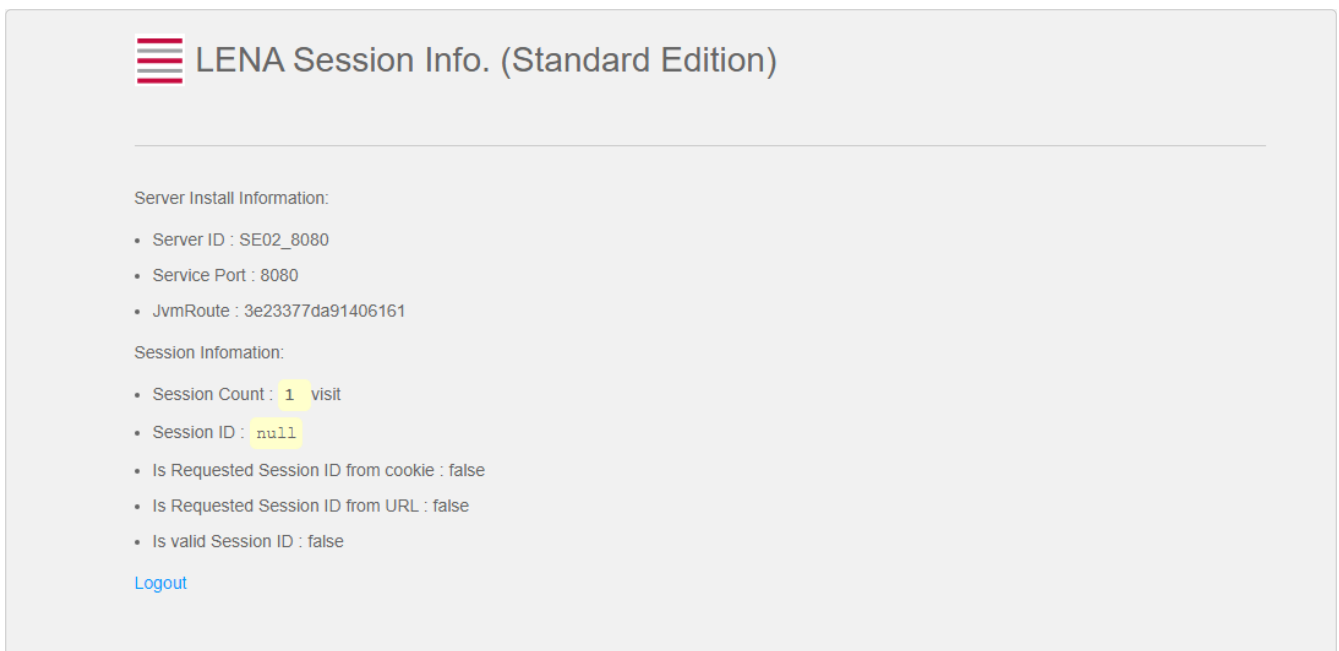 LENA Session Info. (Standard Edition)
Server Install Information:
• Server ID : SE02_8080
• Service Port : 8080
• JvmRoute : 3e23377da91406161
Session Infomation:
• Session Count : 1 visit
• Session ID : null
• Is Requested Session ID from cookie : false
• Is Requested Session ID from URL : false
• Is valid Session ID : false
Logout